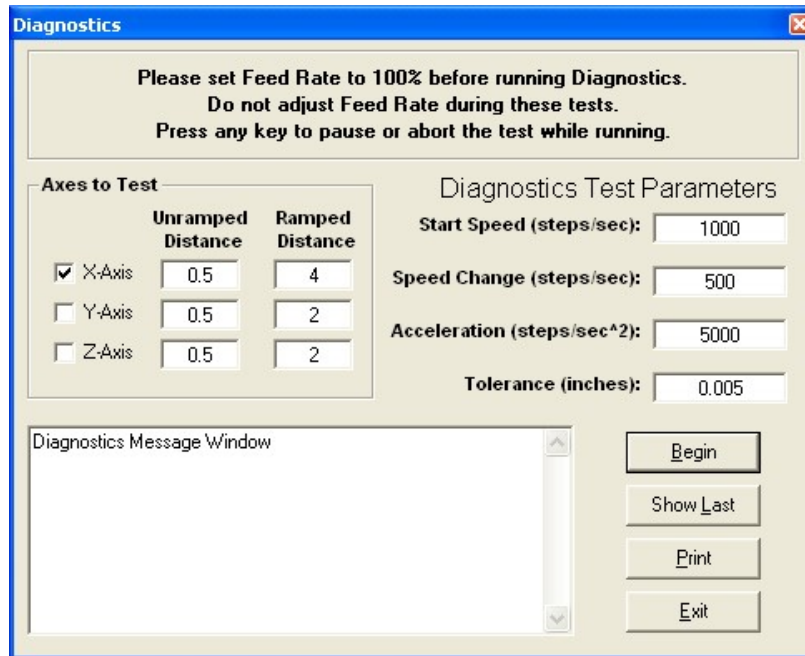 Diagnostics
Please set Feed Rate to 100% before running Diagnostics.
Do not adjust Feed Rate during these tests.
Press any key to pause or abort the test while running.
Axes to Test
Unramped Distance
Ramped Distance
X-Axis 0.5 4
Y-Axis 0.5 2
Z-Axis 0.5 2
Diagnostics Test Parameters
Start Speed (steps/sec): 1000
Speed Change (steps/sec): 500
Acceleration (steps/sec^2): 5000
Tolerance (inches): 0.005
Diagnostics Message Window
Begin
Show Last
Print
Exit